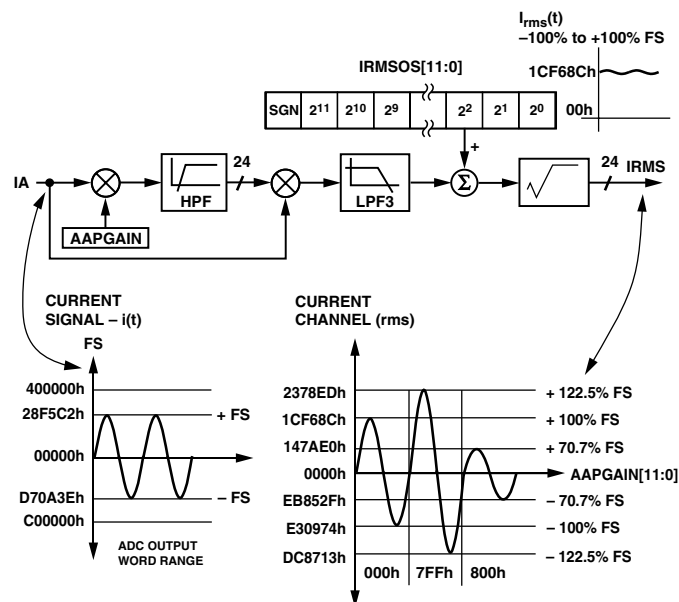 Irms(t)
–100% to +100% FS
1CF68Ch
00h
IRMSOS[11:0]
SGN 2¹¹ 2¹⁰ 2⁹ 2² 2¹ 2⁰
+
IA
24
24
IRMS
HPF
LPF3
Σ
AAPGAIN
CURRENT
SIGNAL – i(t)
FS
400000h
28F5C2h
+ FS
00000h
D70A3Eh
– FS
C00000h
ADC OUTPUT
WORD RANGE
CURRENT
CHANNEL (rms)
2378EDh
+ 122.5% FS
1CF68Ch
+ 100% FS
147AE0h
+ 70.7% FS
0000h
AAPGAIN[11:0]
EB852Fh
– 70.7% FS
E30974h
– 100% FS
DC8713h
– 122.5% FS
000h 7FFh 800h